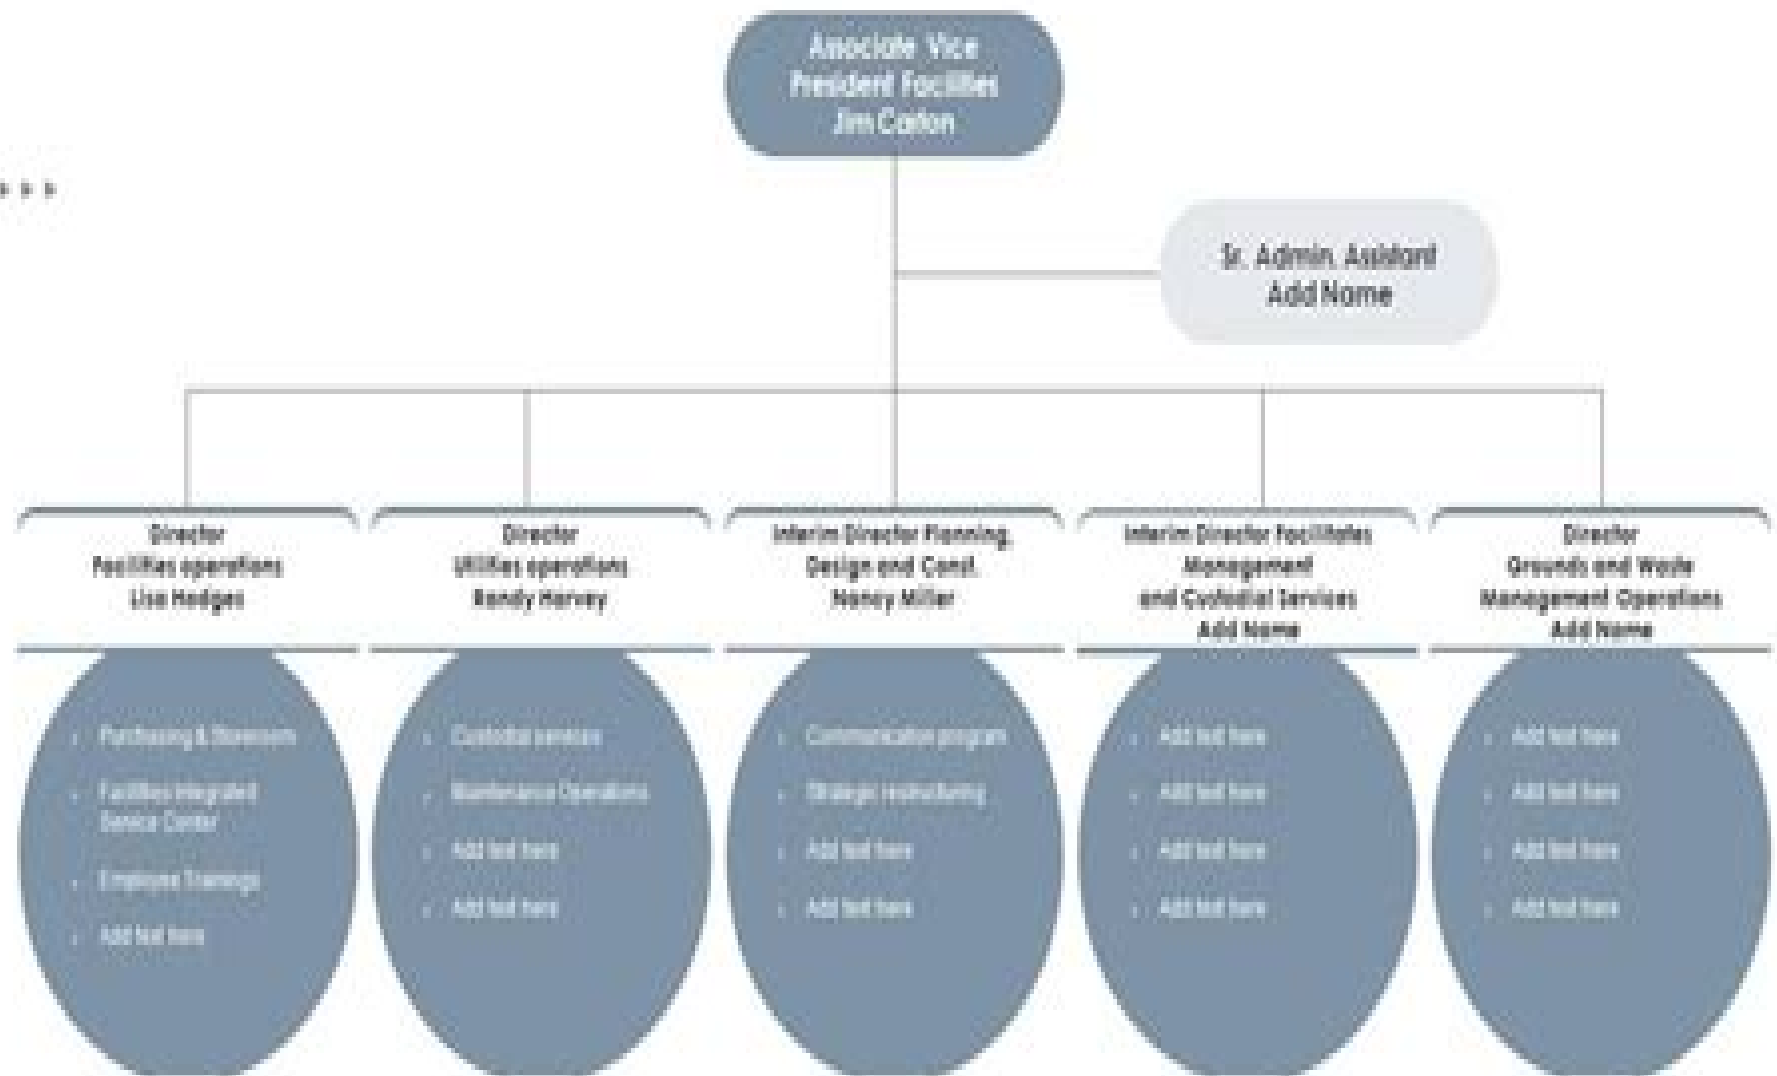 Associate Vice
President Facilities
Jim Carlon
Sr. Admin. Assistant
Add Name
Director
Facilities operations
Lisa Hodges
Director
Utilities operations
Randy Harvey
Interim Director Planning,
Design and Const.
Nancy Miller
Interim Director Facilitates
Management
and Custodial Services
Add Name
Director
Grounds and Waste
Management Operations
Add Name
Purchasing & Storeroom
Facilities Integrated
Service Center
Employee Trainings
Add text here
Custodial services
Maintenance Operations
Add text here
Add text here
Communication program
Strategic restructuring
Add text here
Add text here
Add text here
Add text here
Add text here
Add text here
Add text here
Add text here
Add text here
Add text here